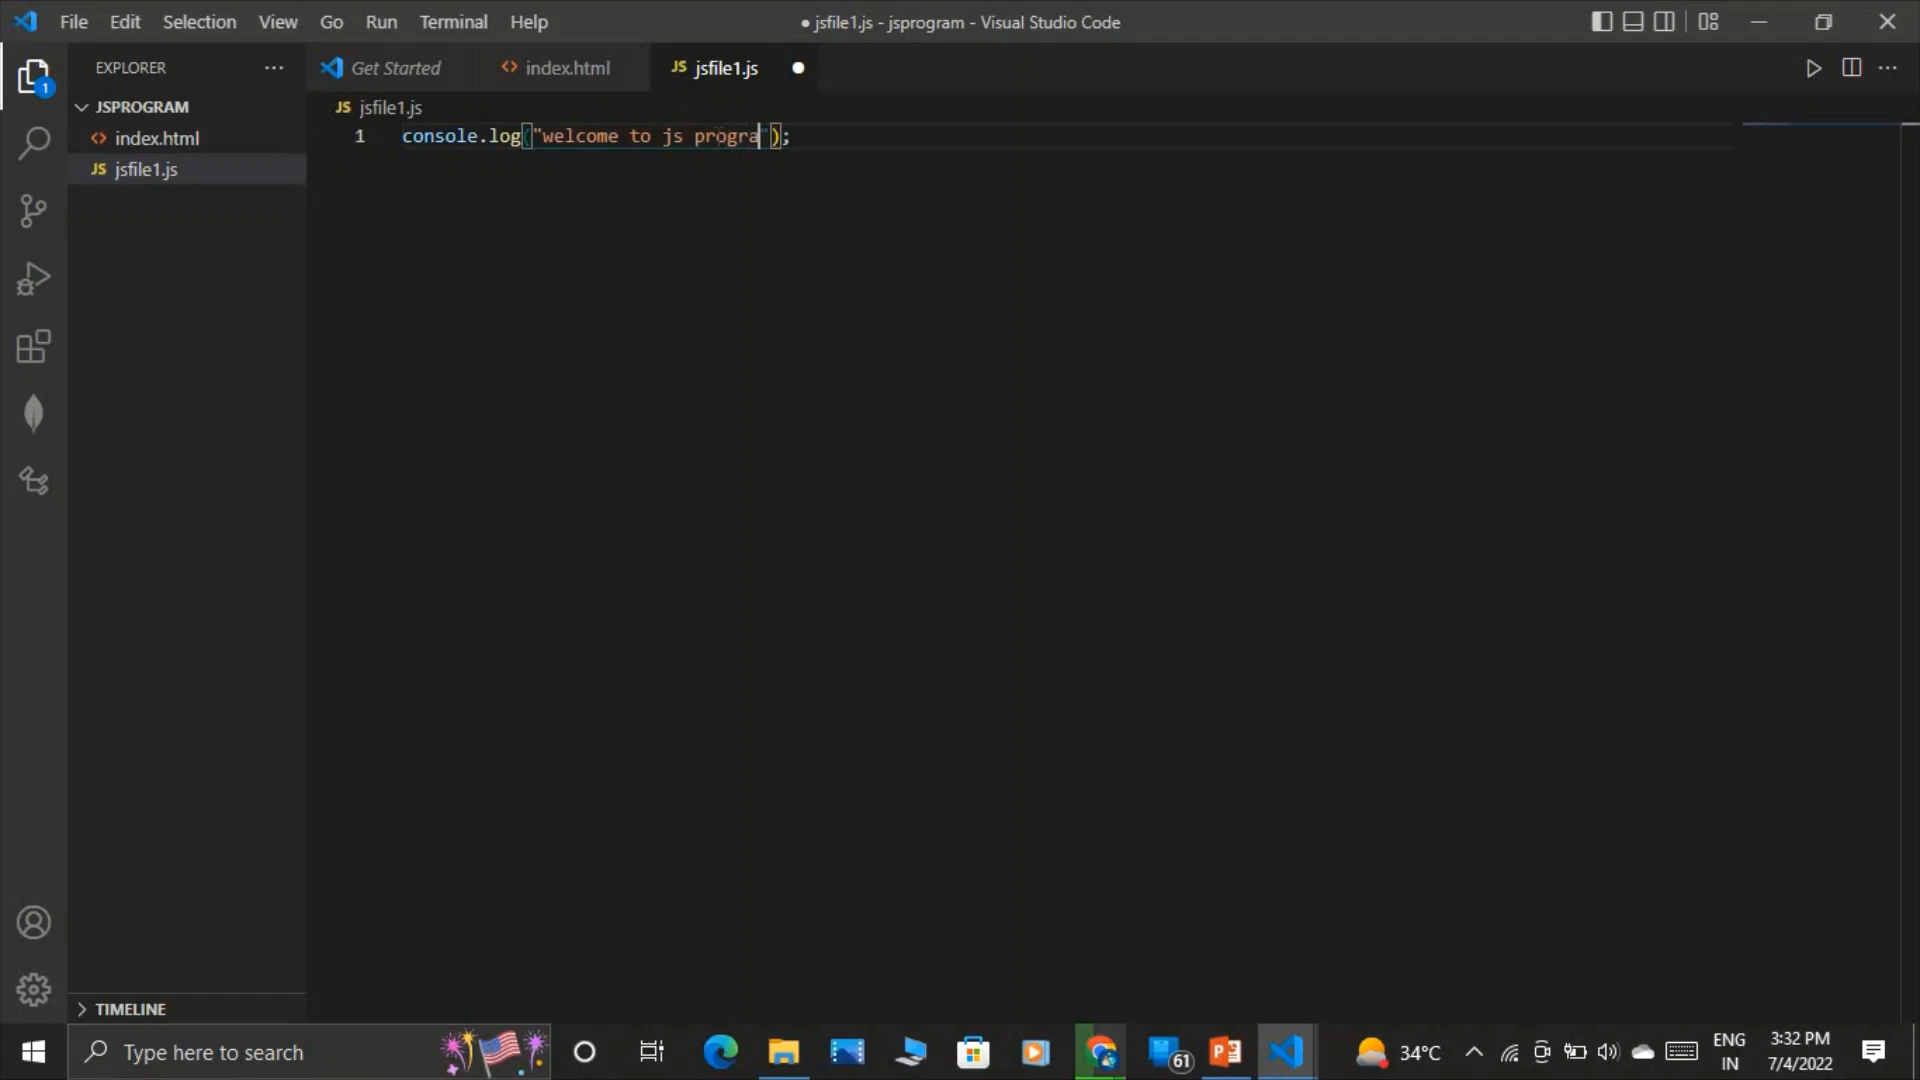 File Edit Selection View Go Run Terminal Help
● jsfile1.js - jsprogram - Visual Studio Code
EXPLORER
Get Started
<> index.html
JS jsfile1.js
1
JSPROGRAM
JS jsfile1.js
<> index.html
1 console.log("welcome to js progra");
JS jsfile1.js
TIMELINE
Type here to search
61
34°C
ENG
IN
3:32 PM
7/4/2022